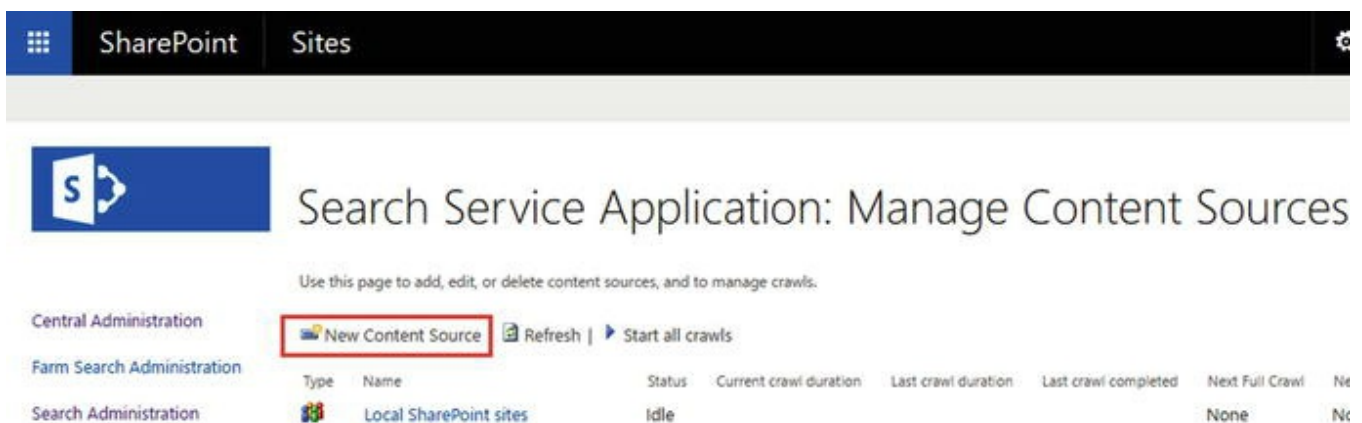 SharePoint Sites
S
Search Service Application: Manage Content Sources
Use this page to add, edit, or delete content sources, and to manage crawls.
Central Administration
New Content Source Refresh | Start all crawls
Farm Search Administration
Type Name Status Current crawl duration Last crawl duration Last crawl completed Next Full Crawl
Search Administration
Local SharePoint sites Idle None